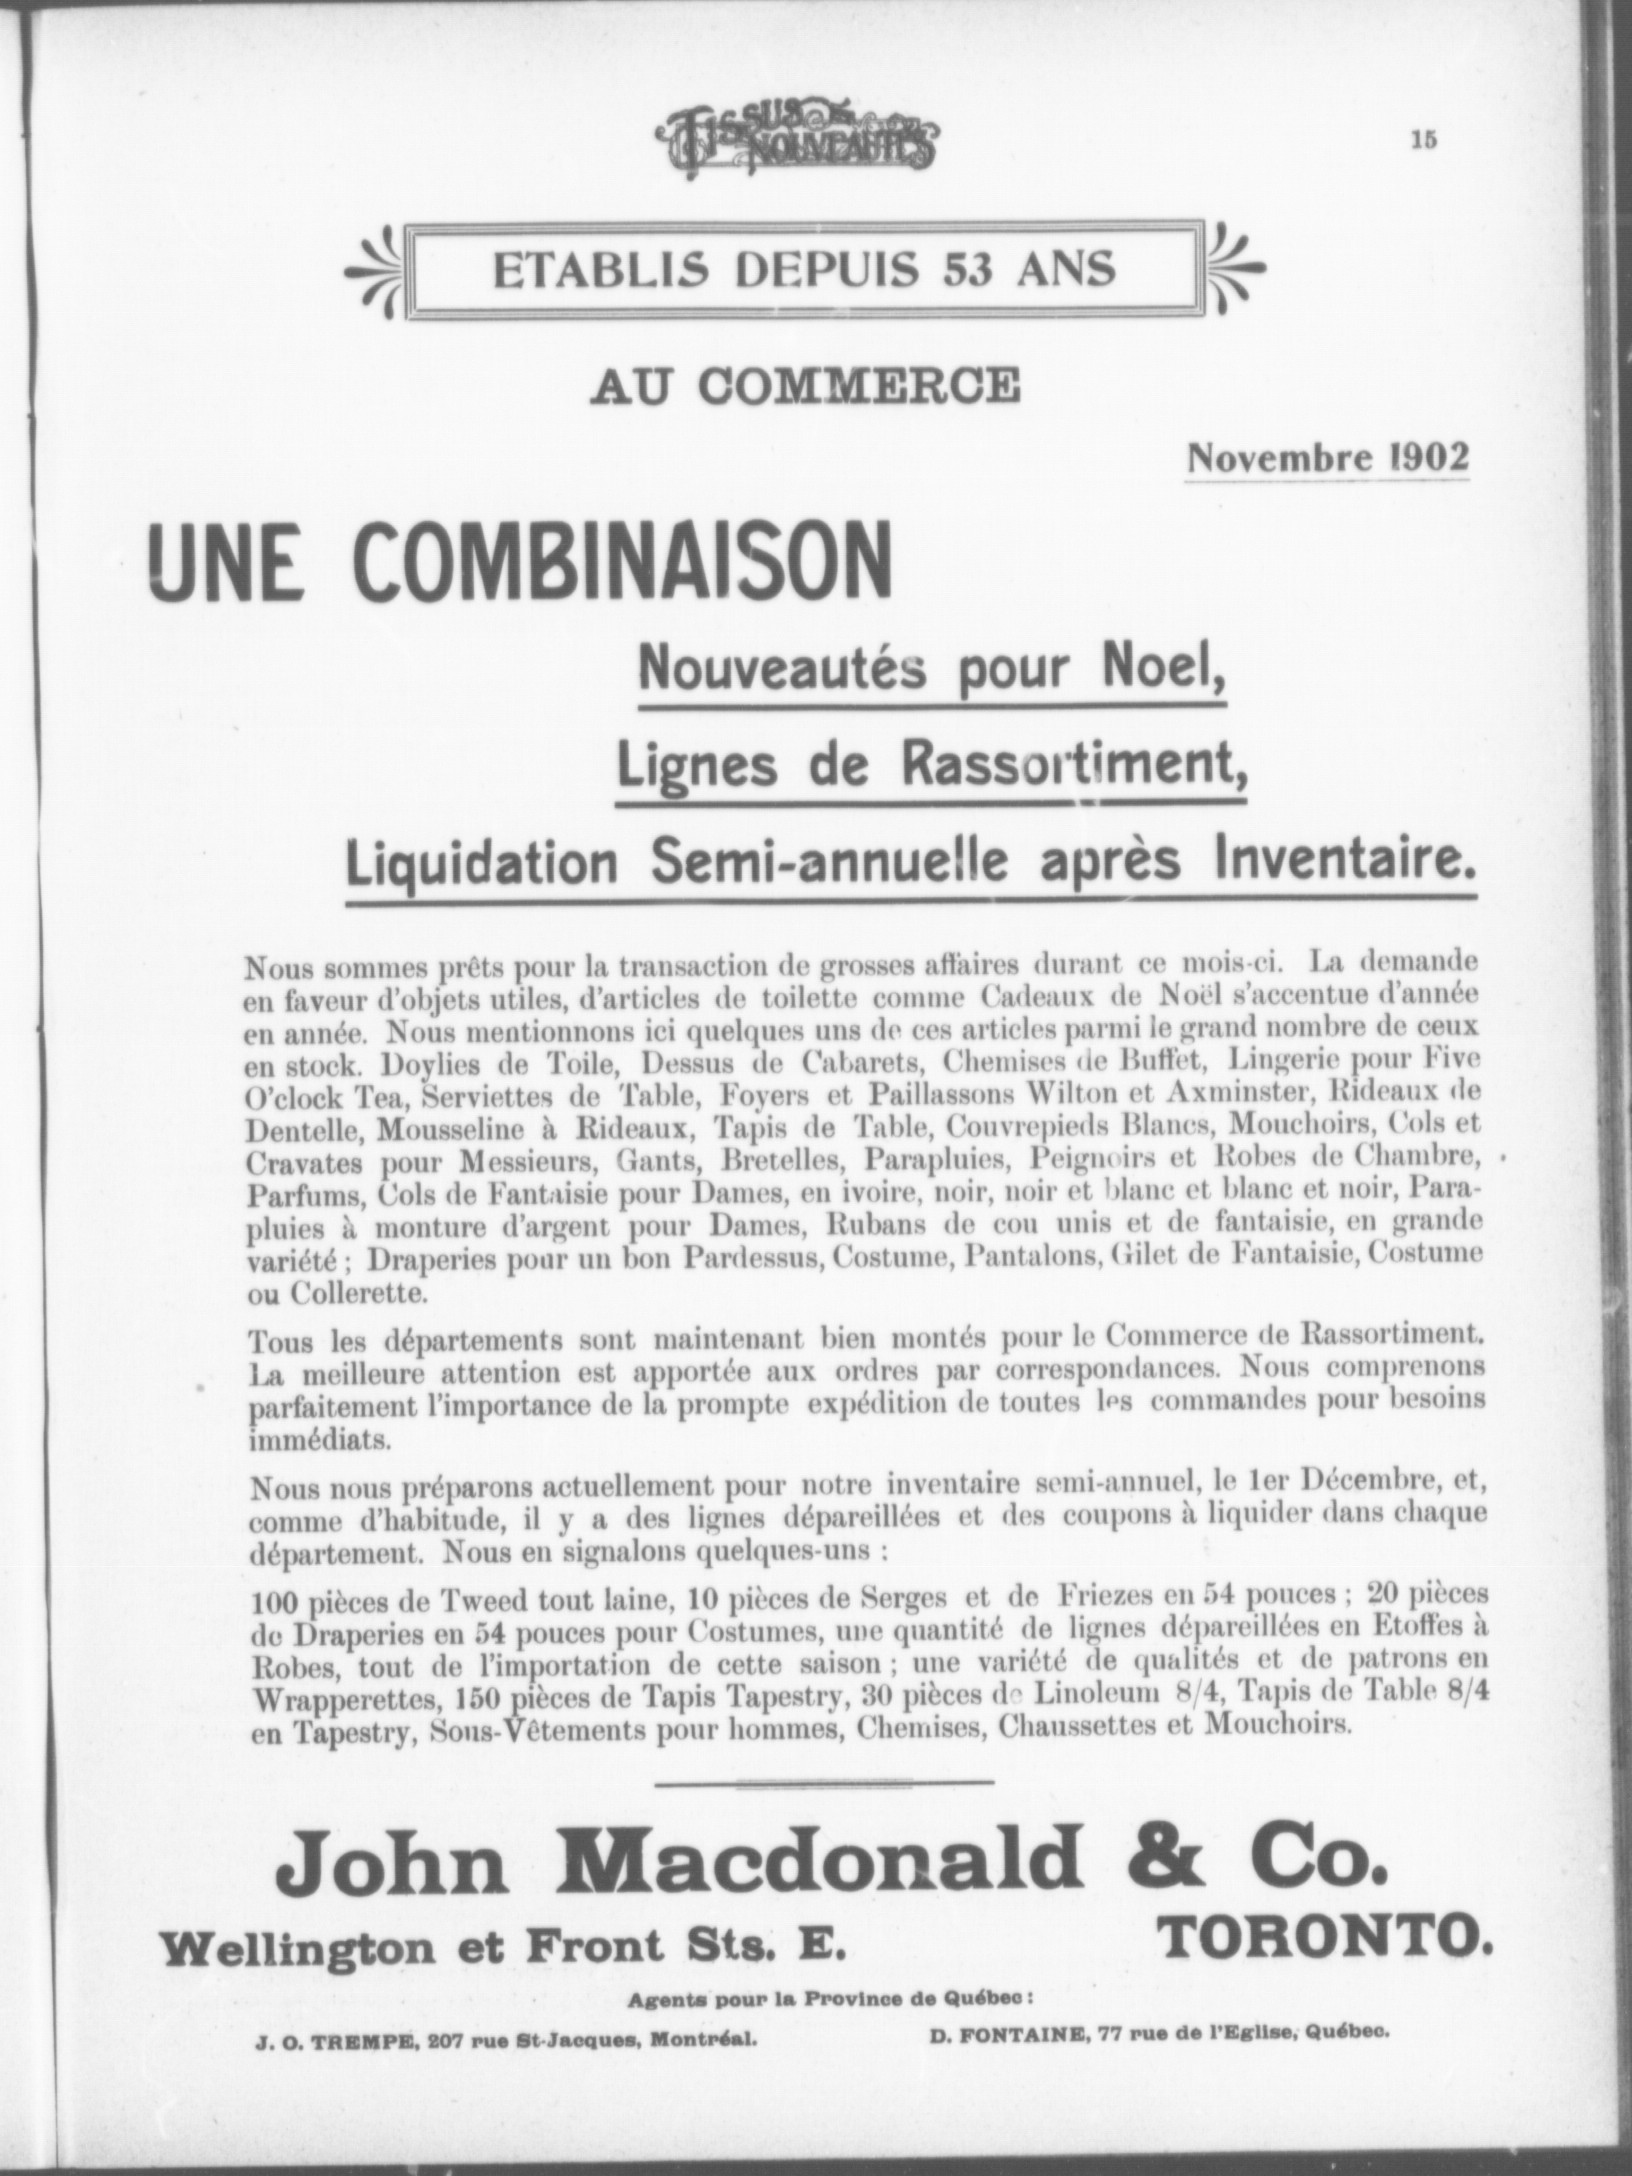 TISSUS & NOUVEAUTÉS
15
ETABLIS DEPUIS 53 ANS
AU COMMERCE
Novembre 1902
UNE COMBINAISON
Nouveautés pour Noel,
Lignes de Rassortiment,
Liquidation Semi-annuelle après Inventaire.
Nous sommes prêts pour la transaction de grosses affaires durant ce mois-ci. La demande
en faveur d'objets utiles, d'articles de toilette comme Cadeaux de Noël s'accentue d'année
en année. Nous mentionnons ici quelques uns de ces articles parmi le grand nombre de ceux
en stock. Doylies de Toile, Dessus de Cabarets, Chemises de Buffet, Lingerie pour Five
O'clock Tea, Serviettes de Table, Foyers et Paillassons Wilton et Axminster, Rideaux de
Dentelle, Mousseline à Rideaux, Tapis de Table, Couvrepieds Blancs, Mouchoirs, Cols et
Cravates pour Messieurs, Gants, Bretelles, Parapluies, Peignoirs et Robes de Chambre,
Parfums, Cols de Fantaisie pour Dames, en ivoire, noir, noir et blanc et blanc et noir, Para-
pluies à monture d'argent pour Dames, Rubans de cou unis et de fantaisie, en grande
variété ; Draperies pour un bon Pardessus, Costume, Pantalons, Gilet de Fantaisie, Costume
ou Collerette.
Tous les départements sont maintenant bien montés pour le Commerce de Rassortiment.
La meilleure attention est apportée aux ordres par correspondances. Nous comprenons
parfaitement l'importance de la prompte expédition de toutes les commandes pour besoins
immédiats.
Nous nous préparons actuellement pour notre inventaire semi-annuel, le 1er Décembre, et,
comme d'habitude, il y a des lignes dépareillées et des coupons à liquider dans chaque
département. Nous en signalons quelques-uns :
100 pièces de Tweed tout laine, 10 pièces de Serges et de Friezes en 54 pouces ; 20 pièces
de Draperies en 54 pouces pour Costumes, une quantité de lignes dépareillées en Etoffes à
Robes, tout de l'importation de cette saison ; une variété de qualités et de patrons en
Wrapperettes, 150 pièces de Tapis Tapestry, 30 pièces de Linoleum 8/4, Tapis de Table 8/4
en Tapestry, Sous-Vêtements pour hommes, Chemises, Chaussettes et Mouchoirs.
John Macdonald & Co.
Wellington et Front Sts. E. TORONTO.
Agents pour la Province de Québec :
J. O. TREMPE, 207 rue St-Jacques, Montréal. D. FONTAINE, 77 rue de l'Eglise, Québec.